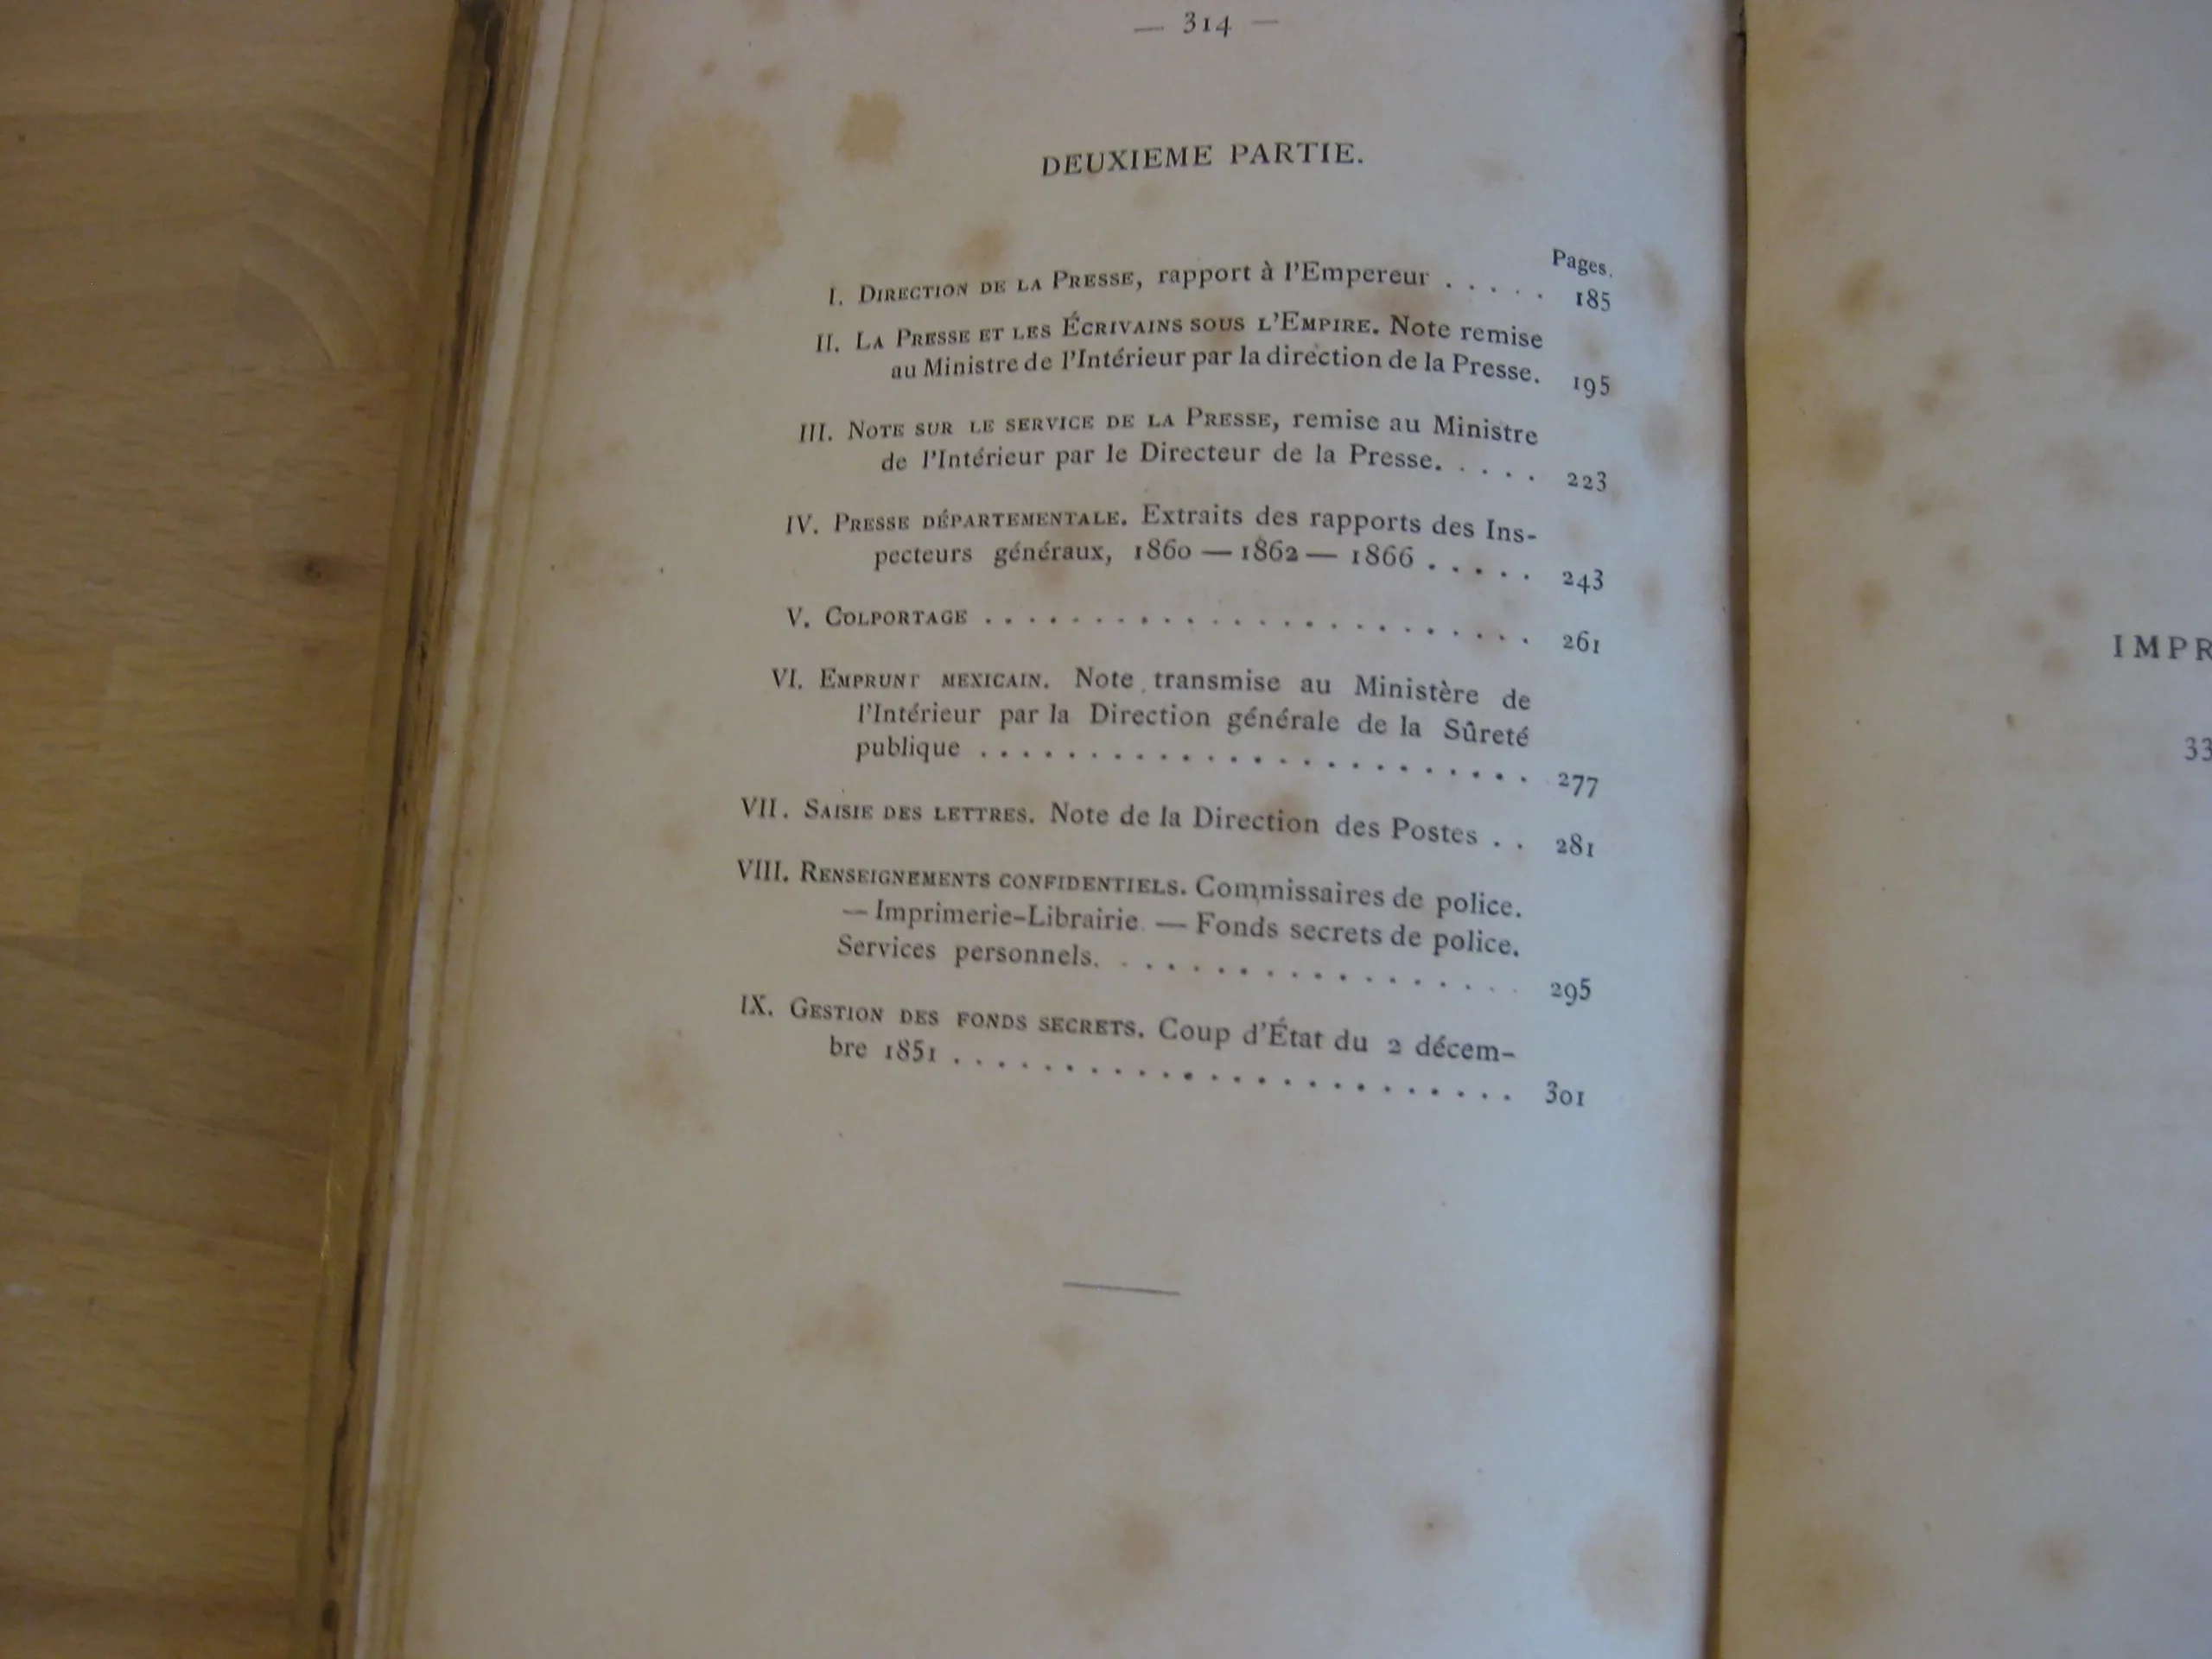 — 314 —
DEUXIEME PARTIE.
Pages.
I. DIRECTION DE LA PRESSE, rapport à l'Empereur . . . . . 185
II. LA PRESSE ET LES ÉCRIVAINS SOUS L'EMPIRE. Note remise
au Ministre de l'Intérieur par la direction de la Presse. 195
III. NOTE SUR LE SERVICE DE LA PRESSE, remise au Ministre
de l'Intérieur par le Directeur de la Presse. . . . . 223
IV. PRESSE DÉPARTEMENTALE. Extraits des rapports des Ins-
pecteurs généraux, 1860 — 1862 — 1866 . . . . . 243
V. COLPORTAGE . . . . . . . . . . . . . . . . . . . . . . . 261
VI. EMPRUNT MEXICAIN. Note transmise au Ministère de
l'Intérieur par la Direction générale de la Sûreté
publique . . . . . . . . . . . . . . . . . . . . . . . . 277
VII. SAISIE DES LETTRES. Note de la Direction des Postes . . 281
VIII. RENSEIGNEMENTS CONFIDENTIELS. Commissaires de police.
— Imprimerie-Librairie. — Fonds secrets de police.
Services personnels. . . . . . . . . . . . . . . . . . 295
IX. GESTION DES FONDS SECRETS. Coup d'État du 2 décem-
bre 1851 . . . . . . . . . . . . . . . . . . . . . . . . 301
IMPR
33